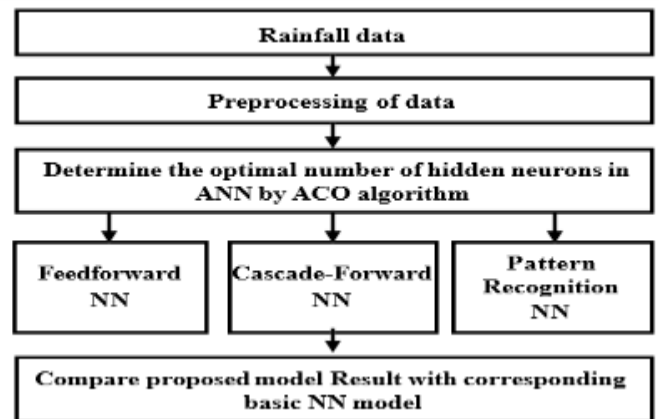 Rainfall data
Preprocessing of data
Determine the optimal number of hidden neurons in
ANN by ACO algorithm
Feedforward
NN
Cascade-Forward
NN
Pattern
Recognition
NN
Compare proposed model Result with corresponding
basic NN model